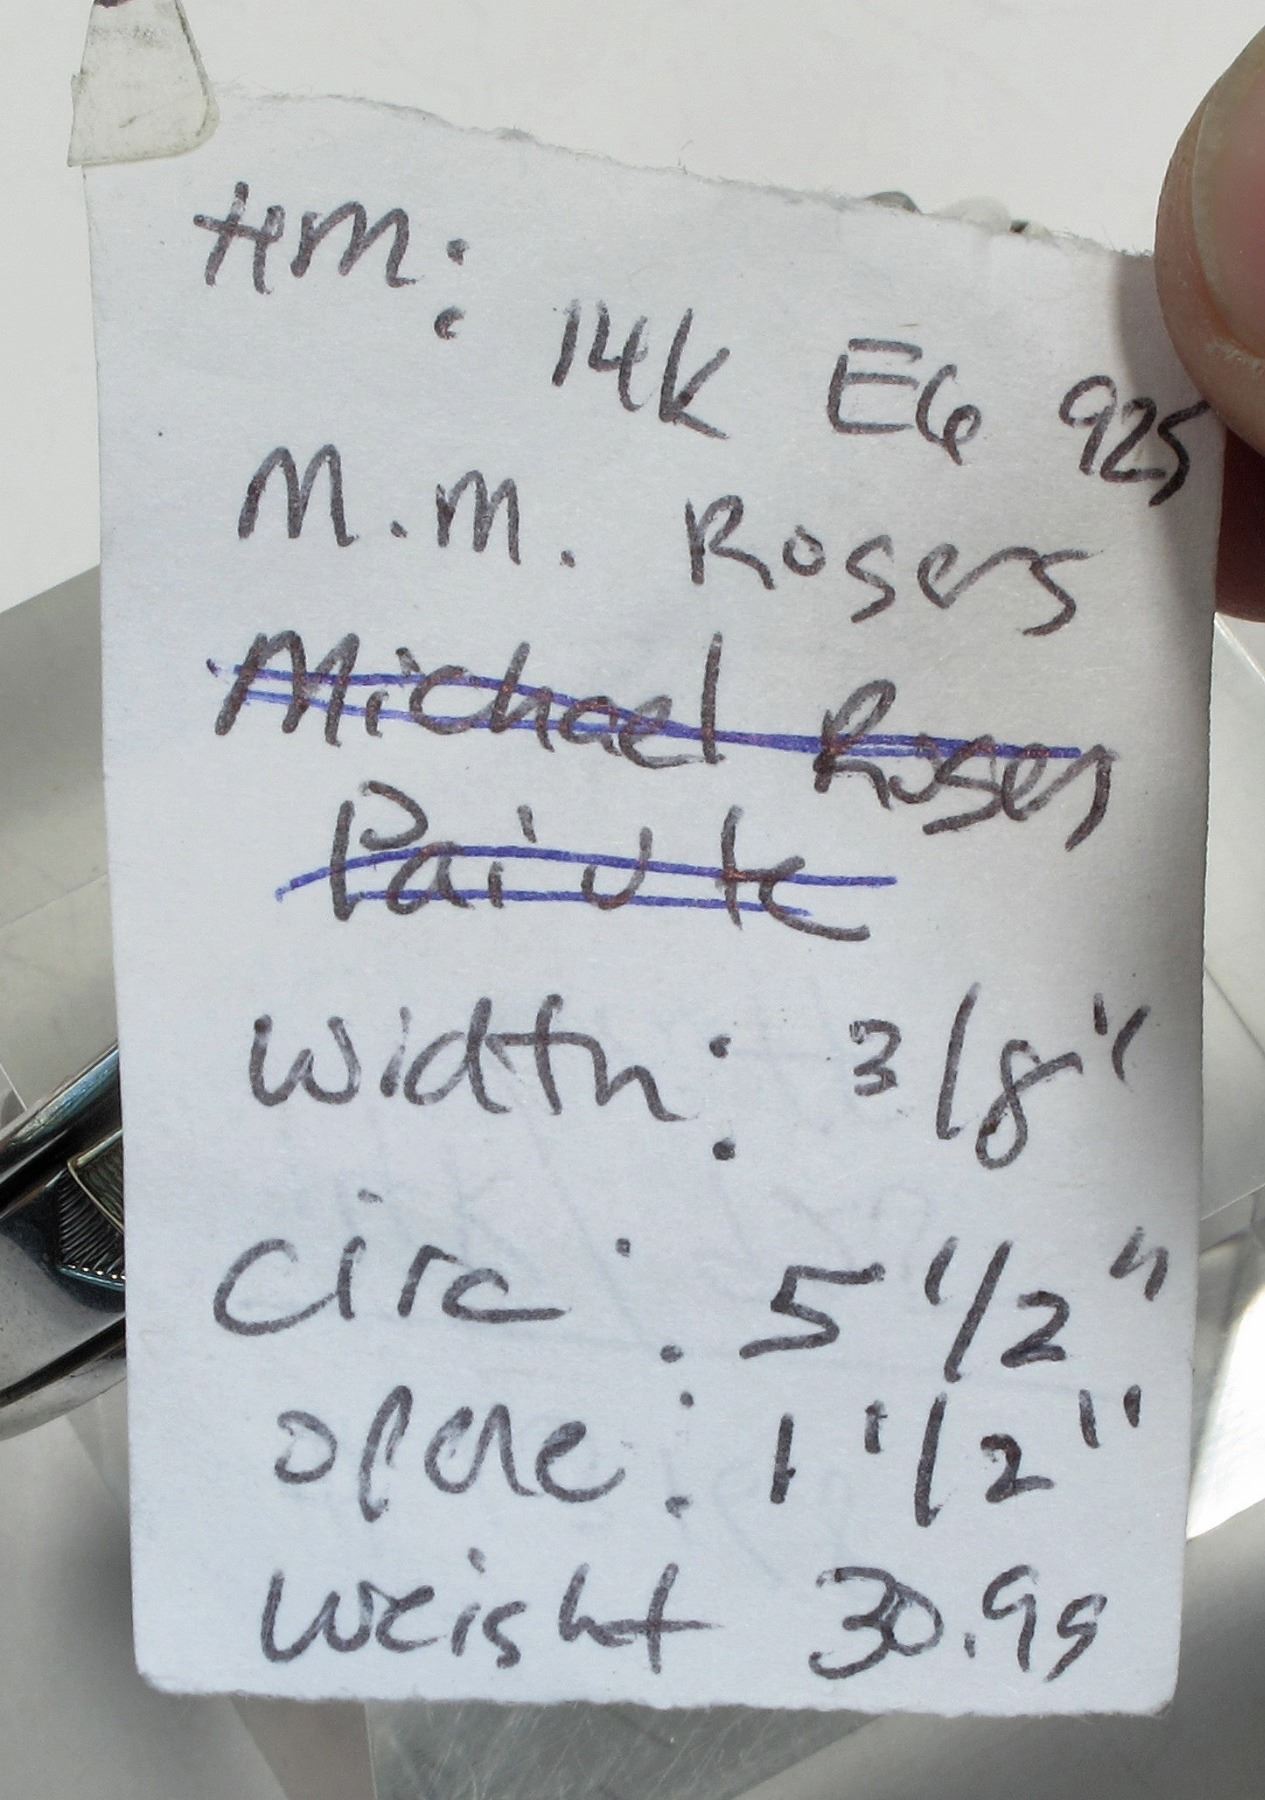 HM:
14k EG 925
M.M. Rogers
Michael Roger
Paiute
width: 3/8"
circ: 5 1/2"
1 1/2"
weight 30.9g